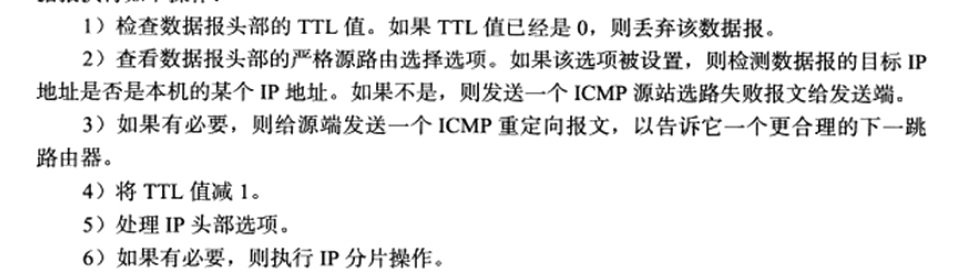 1）检查数据报头部的 TTL 值。如果 TTL 值已经是 0，则丢弃该数据报。
2）查看数据报头部的严格源路由选择选项。如果该选项被设置，则检测数据报的目标 IP
地址是否是本机的某个 IP 地址。如果不是，则发送一个 ICMP 源站选路失败报文给发送端。
3）如果有必要，则给源端发送一个 ICMP 重定向报文，以告诉它一个更合理的下一跳
路由器。
4）将 TTL 值减 1。
5）处理 IP 头部选项。
6）如果有必要，则执行 IP 分片操作。